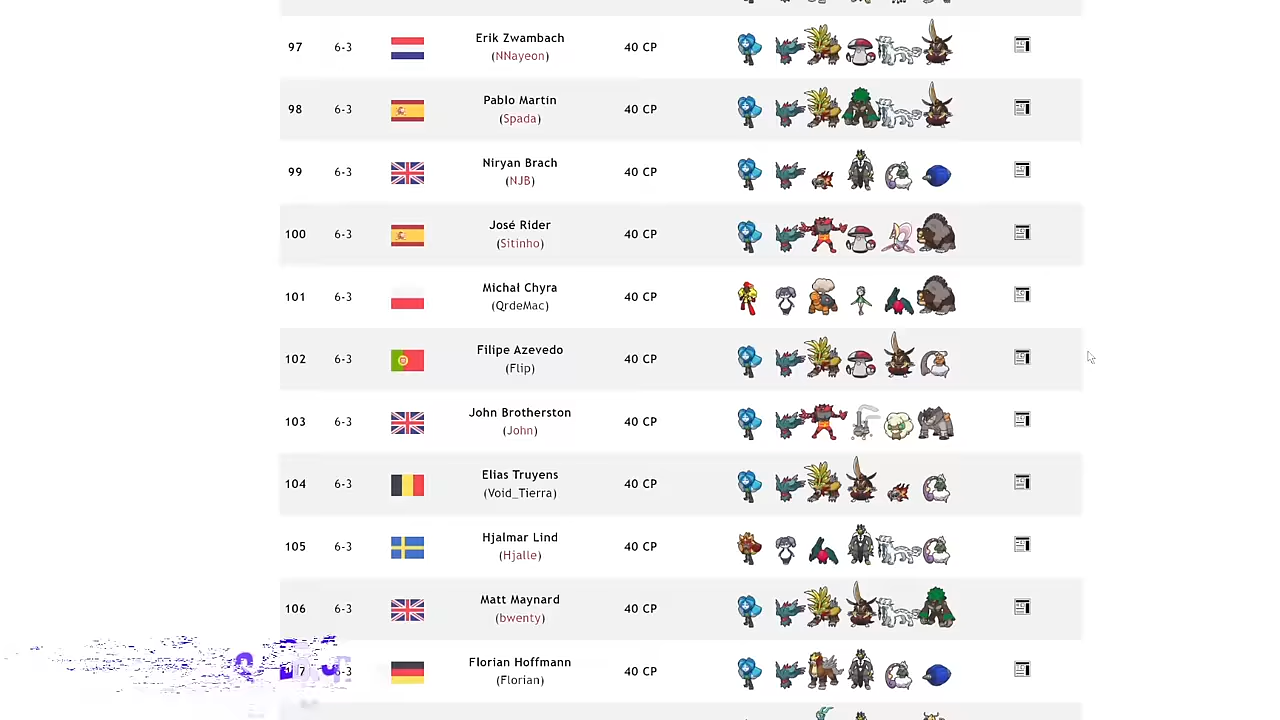 97 6-3 Erik Zwambach 40 CP
(NNayeon)
98 6-3 Pablo Martín 40 CP
(Spada)
99 6-3 Niryan Brach 40 CP
(NJB)
100 6-3 José Rider 40 CP
(Sitinho)
101 6-3 Michał Chyra 40 CP
(QrdeMac)
102 6-3 Filipe Azevedo 40 CP
(Flip)
103 6-3 John Brotherston 40 CP
(John)
104 6-3 Elias Truyens 40 CP
(Void_Tierra)
105 6-3 Hjalmar Lind 40 CP
(Hjalle)
106 6-3 Matt Maynard 40 CP
(bwenty)
Florian Hoffmann 40 CP
(Florian)